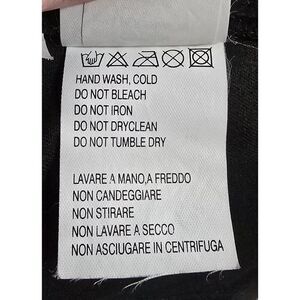 HAND WASH, COLD
DO NOT BLEACH
DO NOT IRON
DO NOT DRYCLEAN
DO NOT TUMBLE DRY
LAVARE A MANO,A FREDDO
NON CANDEGGIARE
NON STIRARE
NON LAVARE A SECCO
NON ASCIUGARE IN CENTRIFUGA